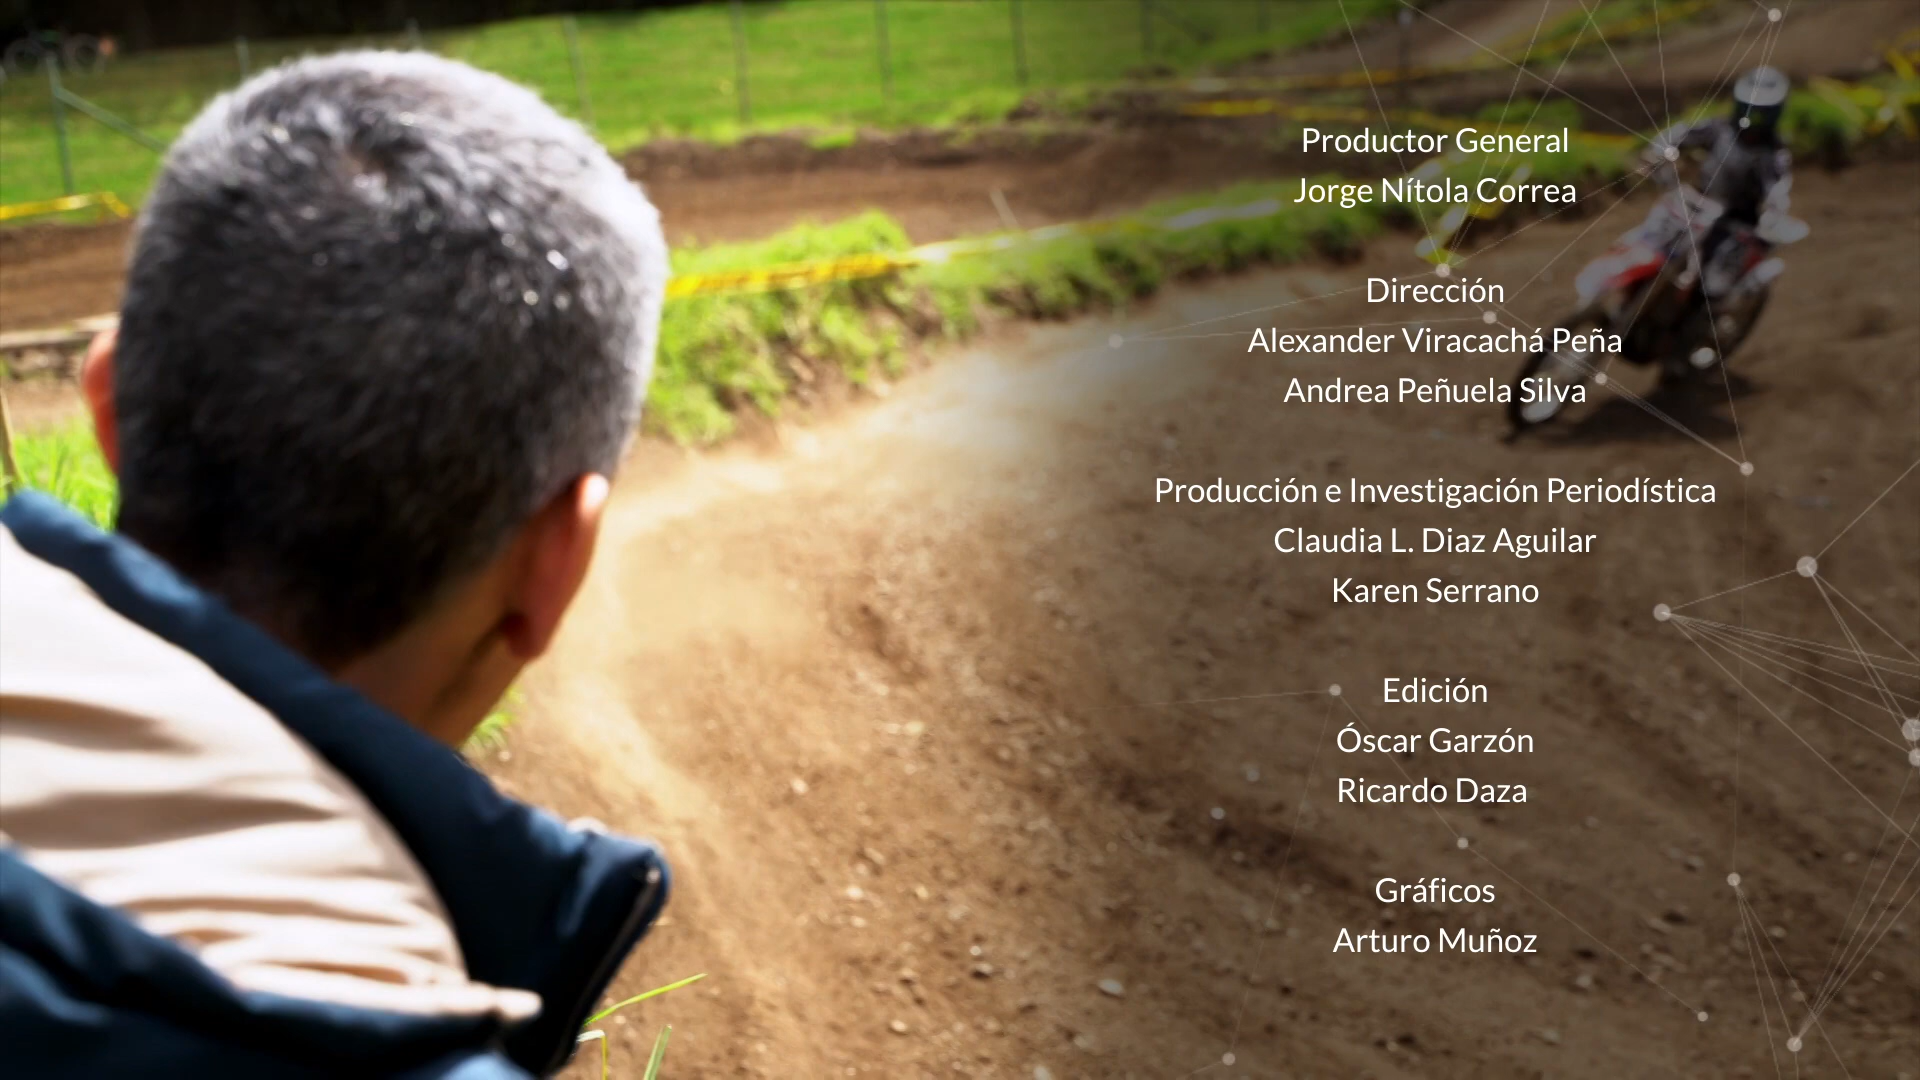 Productor General
Jorge Nítola Correa
Dirección
Alexander Viracachá Peña
Andrea Peñuela Silva
Producción e Investigación Periodística
Claudia L. Diaz Aguilar
Karen Serrano
Edición
Óscar Garzón
Ricardo Daza
Gráficos
Arturo Muñoz